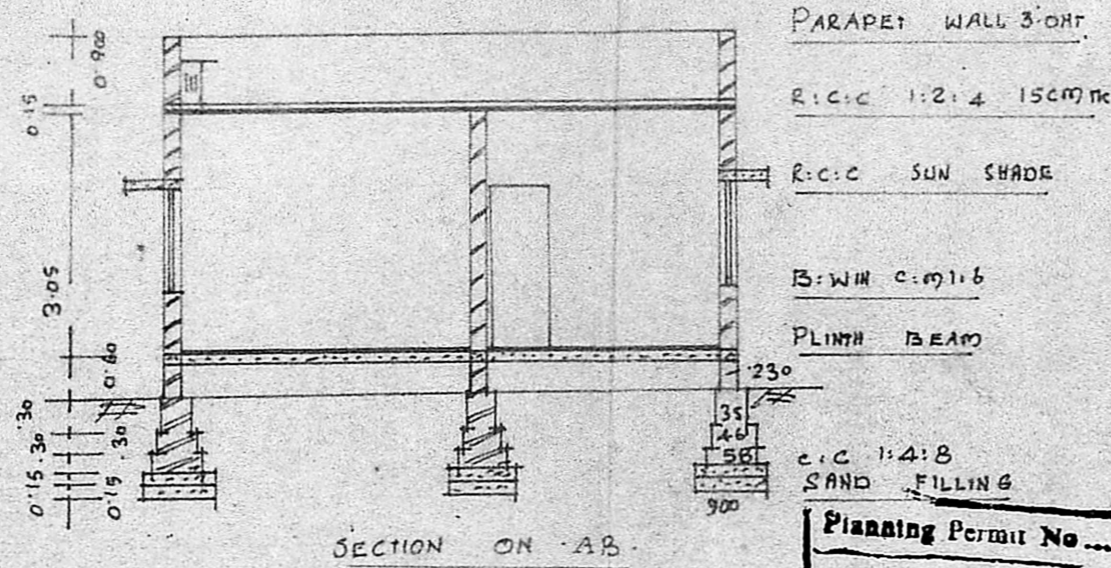 PARAPET WALL 3'0HT
0.900
R:C:C 1:2:4 15CM TK
0.15
R:C:C SUN SHADE
3.05
B:WIN C:M1:6
PLINTH BEAM
0.60
.230
.30
35
46
.30
.30
58
C:C 1:4:8
0.15
0.15
SAND FILLING
900
Planning Permit No ....
SECTION ON AB.